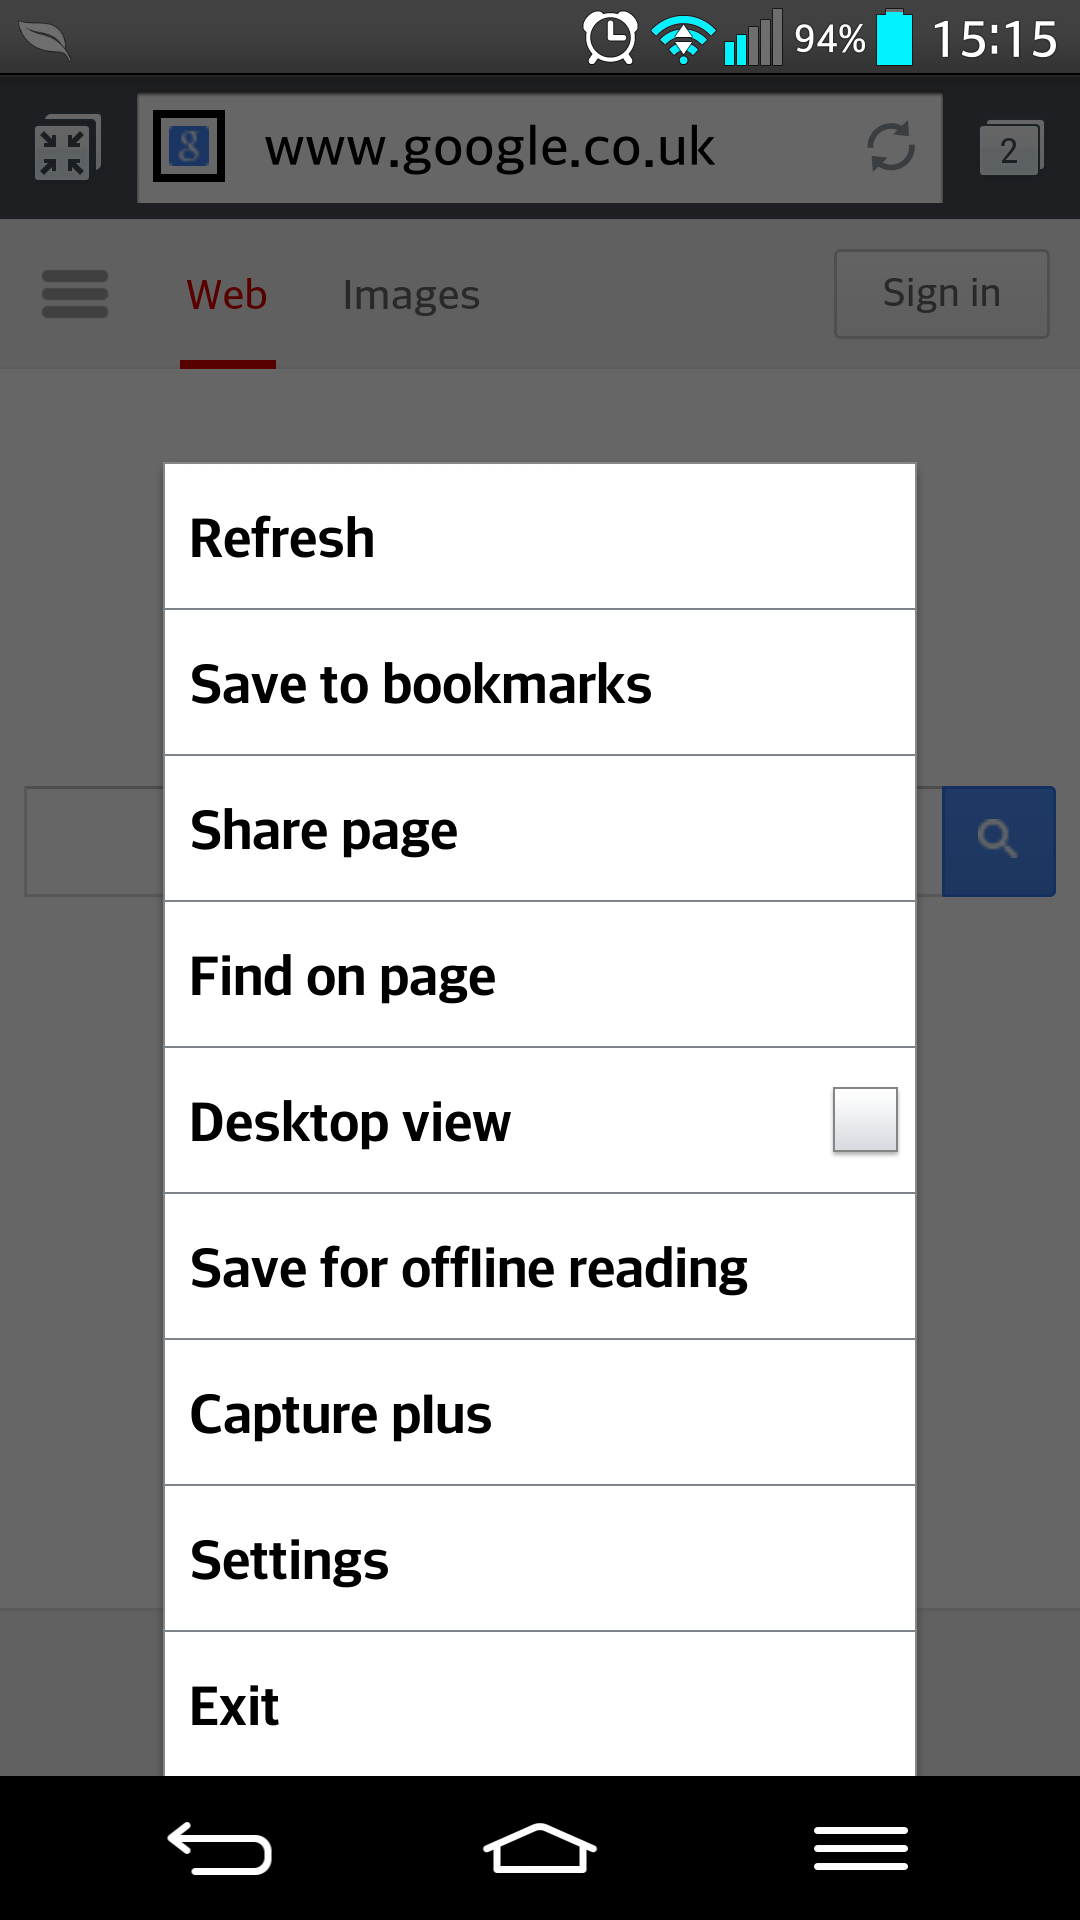 94% 15:15
g www.google.co.uk 2
Web Images Sign in
Refresh
Save to bookmarks
Share page
Find on page
Desktop view
Save for offline reading
Capture plus
Settings
Exit